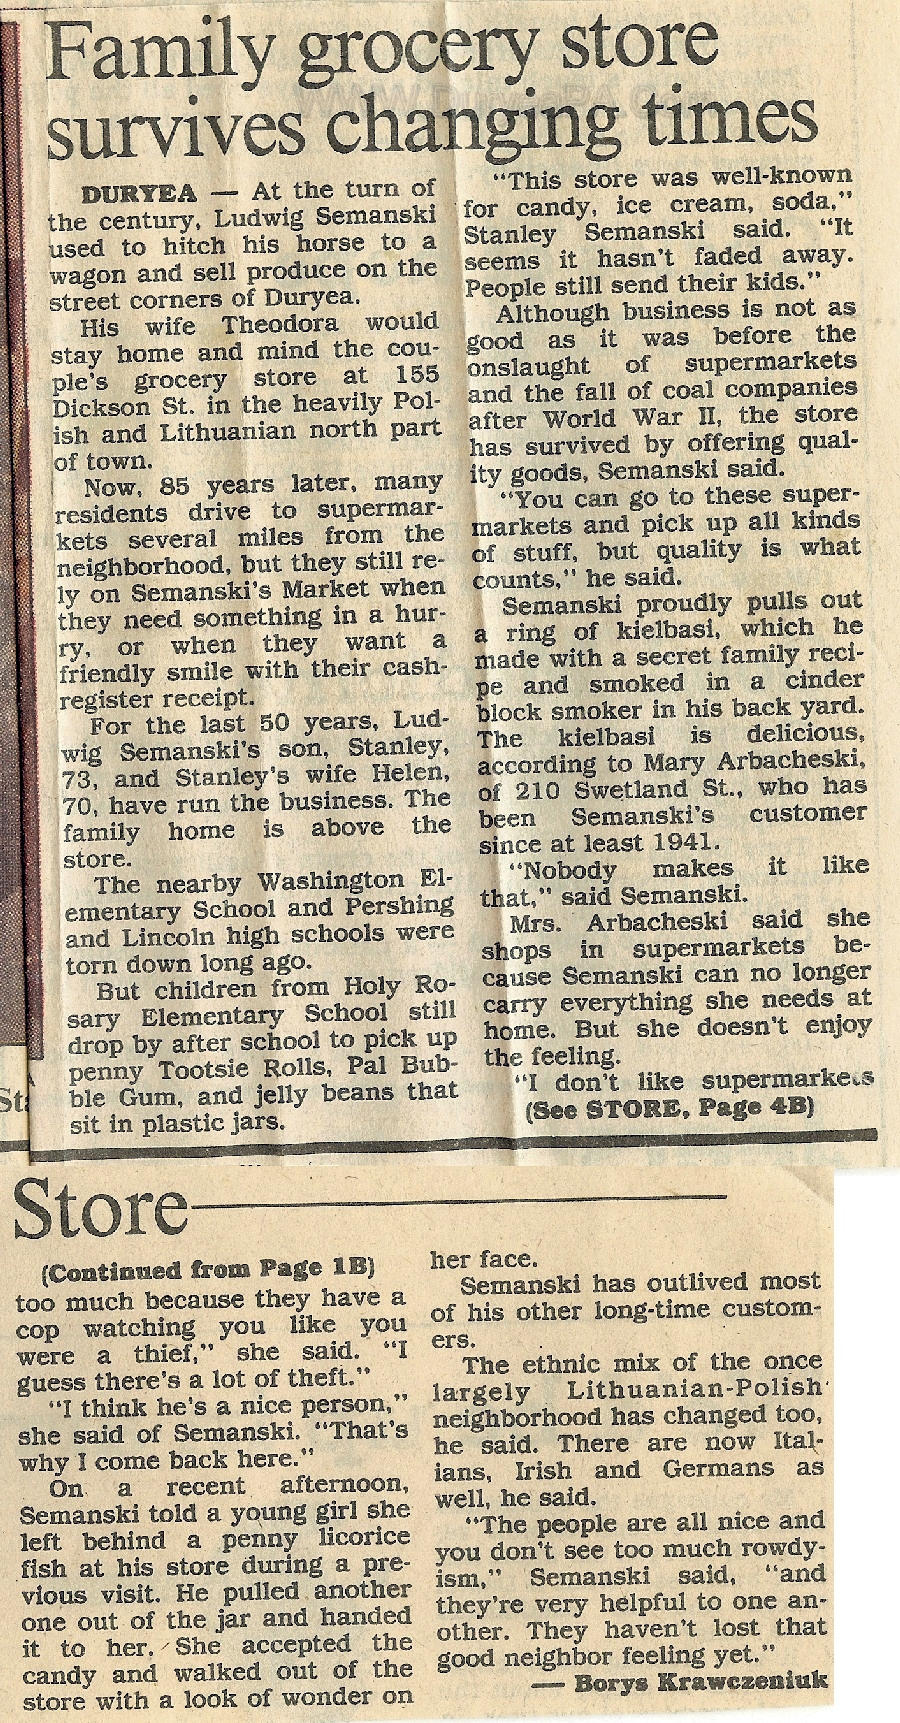 Family grocery store
survives changing times
DURYEA — At the turn of
the century, Ludwig Semanski
used to hitch his horse to a
wagon and sell produce on the
street corners of Duryea.
His wife Theodora would
stay home and mind the cou-
ple's grocery store at 155
Dickson St. in the heavily Pol-
ish and Lithuanian north part
of town.
Now, 85 years later, many
residents drive to supermar-
kets several miles from the
neighborhood, but they still re-
ly on Semanski's Market when
they need something in a hur-
ry, or when they want a
friendly smile with their cash-
register receipt.
For the last 50 years, Lud-
wig Semanski's son, Stanley,
73, and Stanley's wife Helen,
70, have run the business. The
family home is above the
store.
The nearby Washington El-
ementary School and Pershing
and Lincoln high schools were
torn down long ago.
But children from Holy Ro-
sary Elementary School still
drop by after school to pick up
penny Tootsie Rolls, Pal Bub-
ble Gum, and jelly beans that
sit in plastic jars.
"This store was well-known
for candy, ice cream, soda,"
Stanley Semanski said. "It
seems it hasn't faded away.
People still send their kids."
Although business is not as
good as it was before the
onslaught of supermarkets
and the fall of coal companies
after World War II, the store
has survived by offering qual-
ity goods, Semanski said.
"You can go to these super-
markets and pick up all kinds
of stuff, but quality is what
counts," he said.
Semanski proudly pulls out
a ring of kielbasi, which he
made with a secret family reci-
pe and smoked in a cinder
block smoker in his back yard.
The kielbasi is delicious,
according to Mary Arbacheski,
of 210 Swetland St., who has
been Semanski's customer
since at least 1941.
"Nobody makes it like
that," said Semanski.
Mrs. Arbacheski said she
shops in supermarkets be-
cause Semanski can no longer
carry everything she needs at
home. But she doesn't enjoy
the feeling.
"I don't like supermarkets
(See STORE, Page 4B)
Store
(Continued from Page 1B)
too much because they have a
cop watching you like you
were a thief," she said. "I
guess there's a lot of theft."
"I think he's a nice person,"
she said of Semanski. "That's
why I come back here."
On a recent afternoon,
Semanski told a young girl she
left behind a penny licorice
fish at his store during a pre-
vious visit. He pulled another
one out of the jar and handed
it to her. She accepted the
candy and walked out of the
store with a look of wonder on
her face.
Semanski has outlived most
of his other long-time custom-
ers.
The ethnic mix of the once
largely Lithuanian-Polish
neighborhood has changed too,
he said. There are now Ital-
ians, Irish and Germans as
well, he said.
"The people are all nice and
you don't see too much rowdy-
ism," Semanski said, "and
they're very helpful to one an-
other. They haven't lost that
good neighbor feeling yet."
— Borys Krawczeniuk